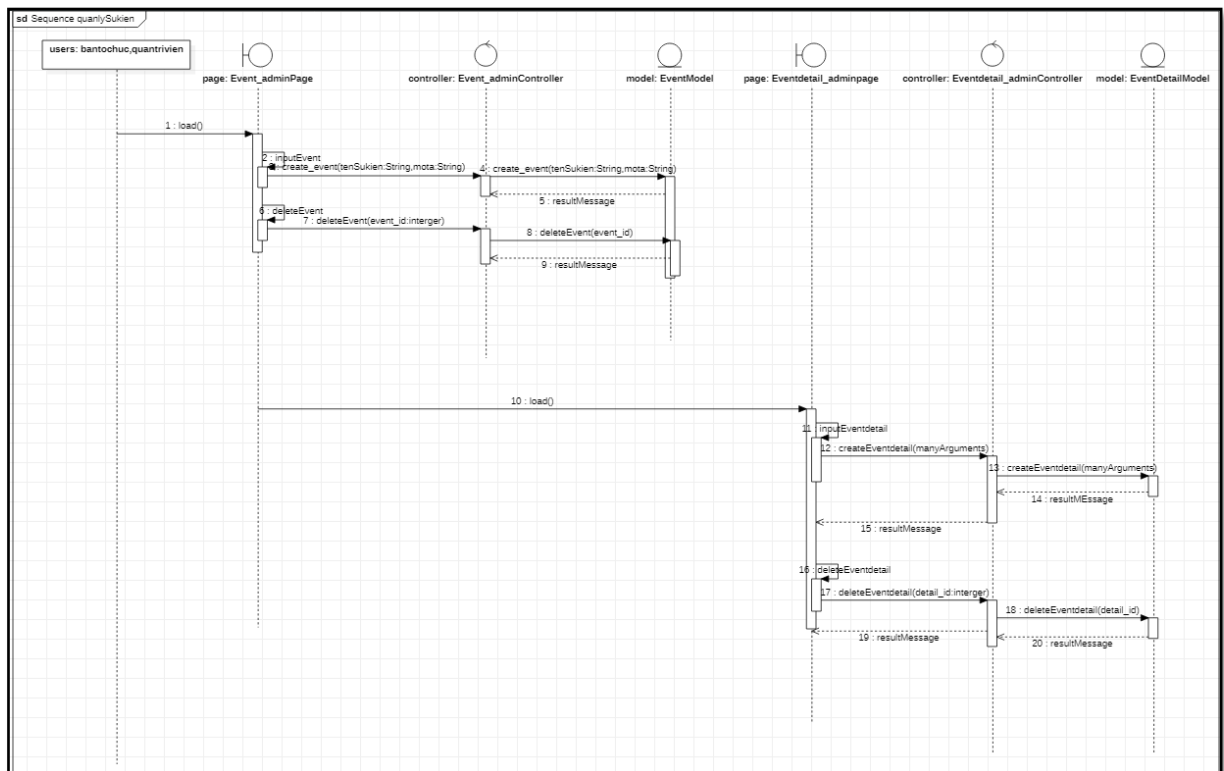 sd Sequence quanlySukien
users: bantochuc,quantrivien
page: Event_adminPage
controller: Event_adminController
model: EventModel
page: Eventdetail_adminpage
controller: Eventdetail_adminController
model: EventDetailModel
1 : load()
2 : inputEvent
create_event(tenSukien:String,mota:String)
4 : create_event(tenSukien:String,mota:String)
5 : resultMessage
6 : deleteEvent
7 : deleteEvent(event_id:interger)
8 : deleteEvent(event_id)
9 : resultMessage
10 : load()
11 : inputEventdetail
12 : createEventdetail(manyArguments)
13 : createEventdetail(manyArguments)
14 : resultMEssage
15 : resultMessage
16 : deleteEventdetail
17 : deleteEventdetail(detail_id:interger)
18 : deleteEventdetail(detail_id)
19 : resultMessage
20 : resultMessage